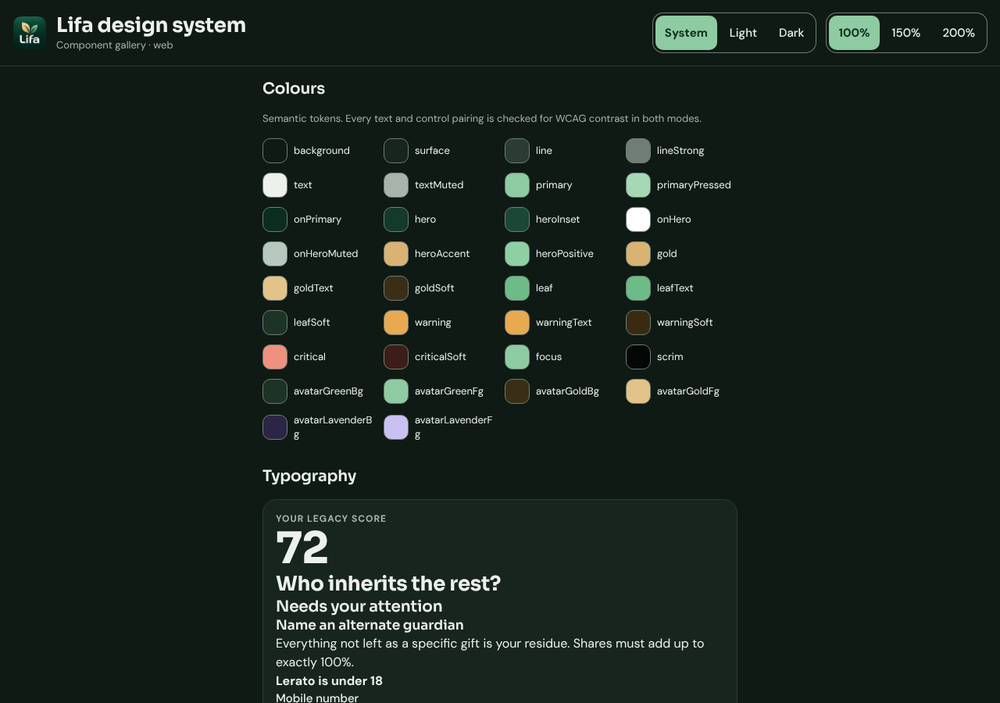 Lifa
Lifa design system
Component gallery · web
System Light Dark
100% 150% 200%
Colours
Semantic tokens. Every text and control pairing is checked for WCAG contrast in both modes.
background surface line lineStrong
text textMuted primary primaryPressed
onPrimary hero heroInset onHero
onHeroMuted heroAccent heroPositive gold
goldText goldSoft leaf leafText
leafSoft warning warningText warningSoft
critical criticalSoft focus scrim
avatarGreenBg avatarGreenFg avatarGoldBg avatarGoldFg
avatarLavenderB
g
avatarLavenderF
g
Typography
YOUR LEGACY SCORE
72
Who inherits the rest?
Needs your attention
Name an alternate guardian
Everything not left as a specific gift is your residue. Shares must add up to
exactly 100%.
Lerato is under 18
Mobile number